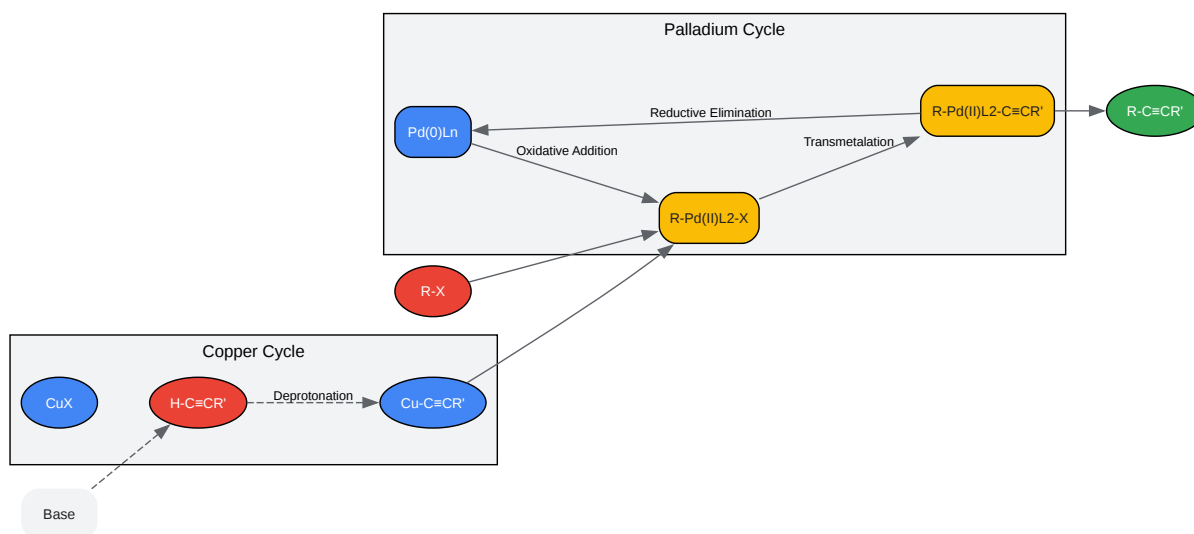 Palladium Cycle
R-Pd(II)L2-C≡CR'
R-C≡CR'
Reductive Elimination
Pd(0)Ln
Transmetalation
Oxidative Addition
R-Pd(II)L2-X
R-X
Copper Cycle
CuX
H-C≡CR'
Deprotonation
Cu-C≡CR'
Base